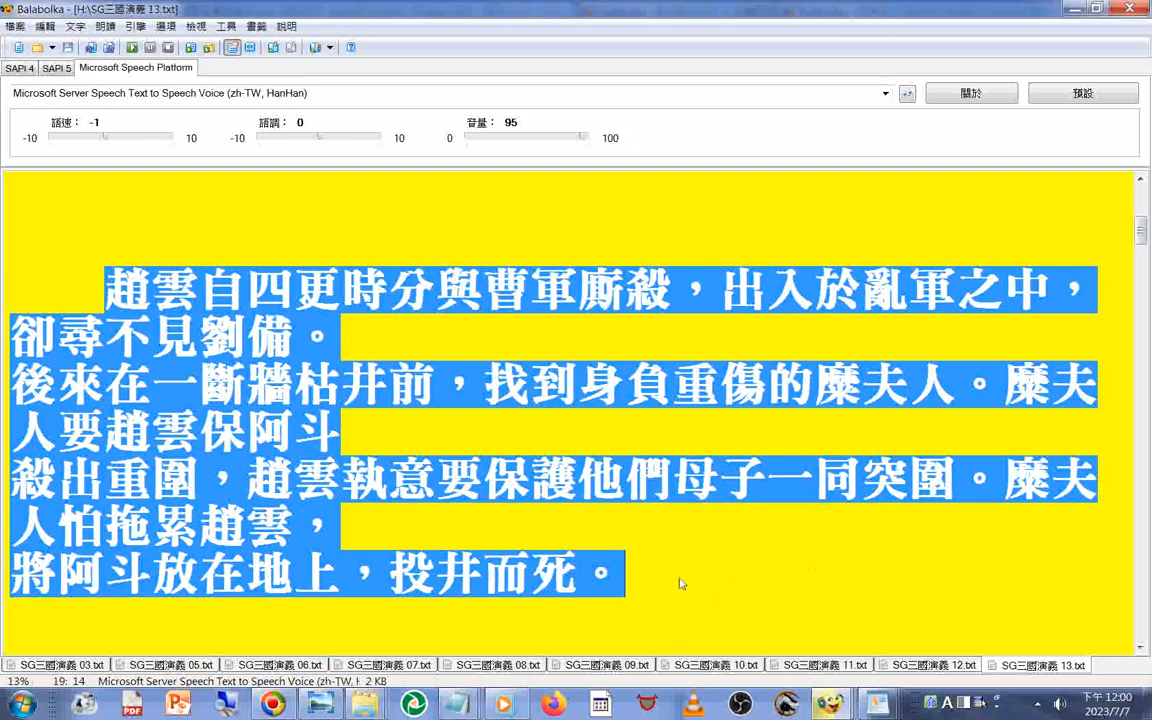 Balabolka - [H:\SG三國演義 13.txt]
檔案 編輯 文字 朗讀 引擎 選項 檢視 工具 書籤 說明
SAPI 4 SAPI 5 Microsoft Speech Platform
Microsoft Server Speech Text to Speech Voice (zh-TW, HanHan)
關於 預設
語速： -1 語調： 0 音量： 95
-10 10 -10 10 0 100
趙雲自四更時分與曹軍廝殺，出入於亂軍之中，
卻尋不見劉備。
後來在一斷牆枯井前，找到身負重傷的糜夫人。糜夫
人要趙雲保阿斗
殺出重圍，趙雲執意要保護他們母子一同突圍。糜夫
人怕拖累趙雲，
將阿斗放在地上，投井而死。
SG三國演義 03.txt SG三國演義 05.txt SG三國演義 06.txt SG三國演義 07.txt SG三國演義 08.txt SG三國演義 09.txt SG三國演義 10.txt SG三國演義 11.txt SG三國演義 12.txt SG三國演義 13.txt
13% 19: 14 Microsoft Server Speech Text to Speech Voice (zh-TW, H 2 KB
PDF
A
下午 12:00
2023/7/7